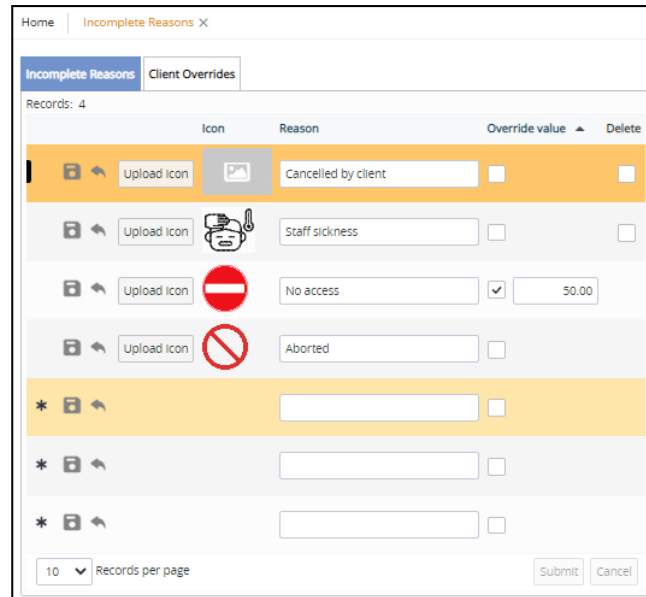 Home Incomplete Reasons ×
Incomplete Reasons Client Overrides
Records: 4
Icon Reason Override value ▲ Delete
Upload Icon Cancelled by client
Upload Icon Staff sickness
Upload Icon No access 50.00
Upload Icon Aborted
*
*
*
10 Records per page Submit Cancel